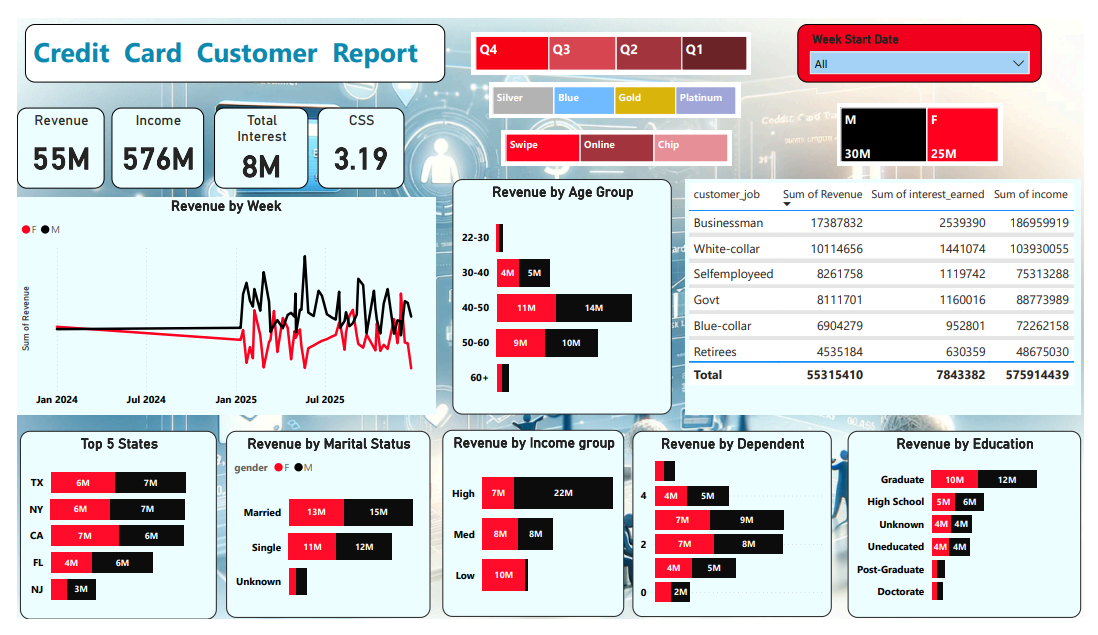 Credit Card Customer Report
Q4 Q3 Q2 Q1
Week Start Date
All
Silver Blue Gold Platinum
Swipe Online Chip
M F
30M 25M
Revenue
55M
Income
576M
Total
Interest
8M
CSS
3.19
Revenue by Week
F M
Sum of Revenue
Jan 2024 Jul 2024 Jan 2025 Jul 2025
Revenue by Age Group
22-30
30-40 4M 5M
40-50 11M 14M
50-60 9M 10M
60+
customer_job Sum of Revenue Sum of interest_earned Sum of income
Businessman 17387832 2539390 186959919
White-collar 10114656 1441074 103930055
Selfemployeed 8261758 1119742 75313288
Govt 8111701 1160016 88773989
Blue-collar 6904279 952801 72262158
Retirees 4535184 630359 48675030
Total 55315410 7843382 575914439
Top 5 States
TX 6M 7M
NY 6M 7M
CA 7M 6M
FL 4M 6M
NJ 3M
Revenue by Marital Status
gender F M
Married 13M 15M
Single 11M 12M
Unknown
Revenue by Income group
High 7M 22M
Med 8M 8M
Low 10M
Revenue by Dependent
4 4M 5M
7M 9M
2 7M 8M
4M 5M
0 2M
Revenue by Education
Graduate 10M 12M
High School 5M 6M
Unknown 4M 4M
Uneducated 4M 4M
Post-Graduate
Doctorate